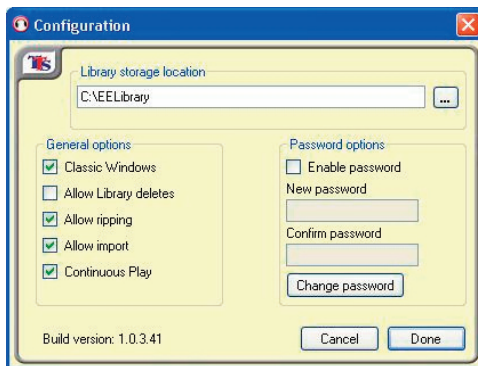 Configuration
TS
Library storage location
C:\EELibrary
...
General options
Classic Windows
Allow Library deletes
Allow ripping
Allow import
Continuous Play
Password options
Enable password
New password
Confirm password
Change password
Build version: 1.0.3.41
Cancel
Done